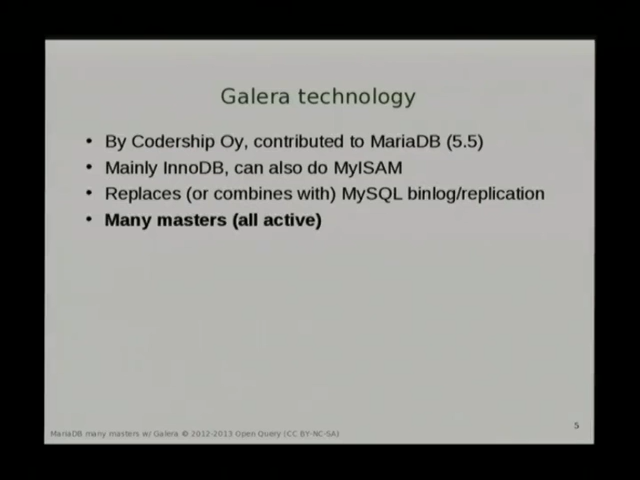 Galera technology
• By Codership Oy, contributed to MariaDB (5.5)
• Mainly InnoDB, can also do MyISAM
• Replaces (or combines with) MySQL binlog/replication
• Many masters (all active)
5
MariaDB many masters w/ Galera © 2012-2013 Open Query (CC BY-NC-SA)